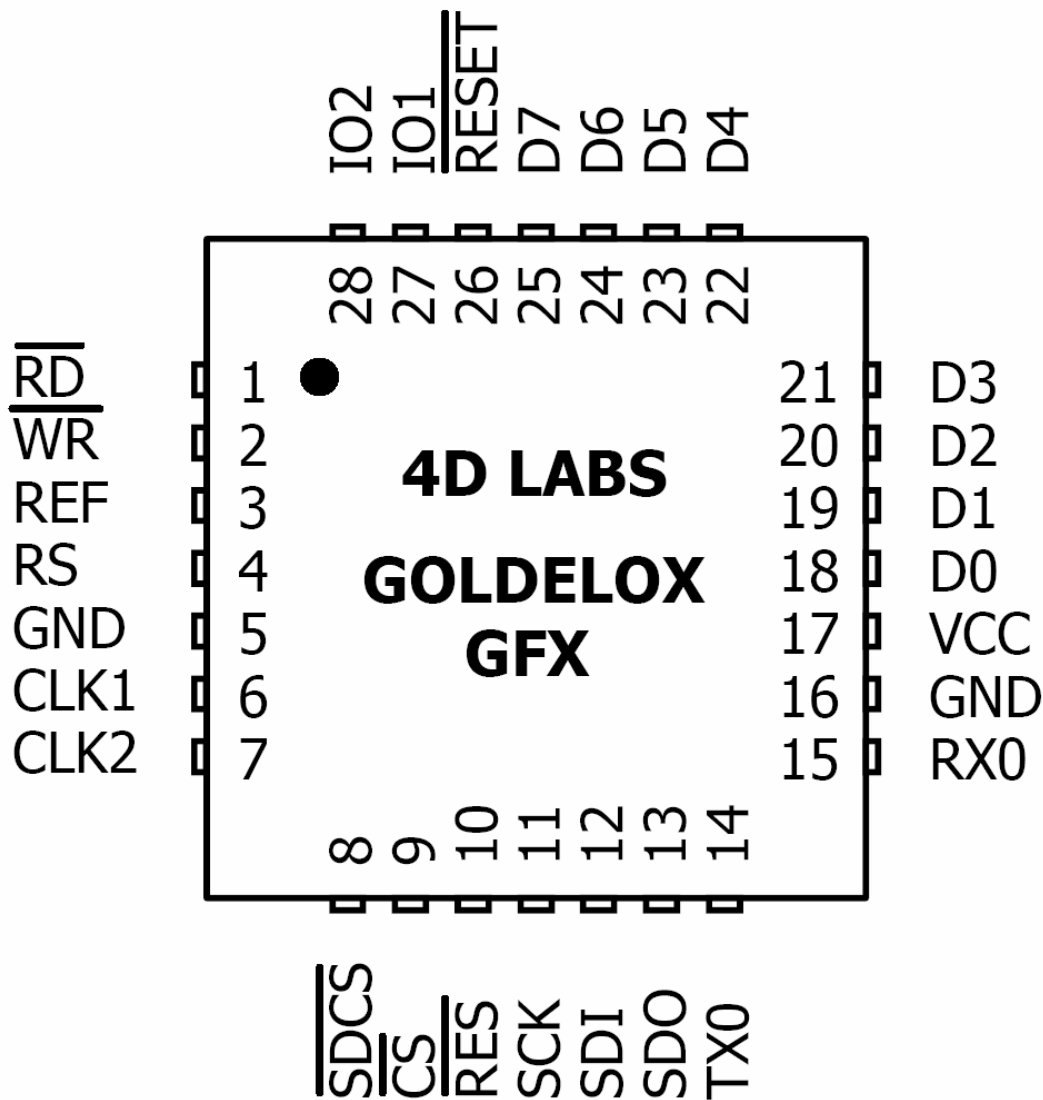 IO2 IO1 RESET D7 D6 D5 D4
28 27 26 25 24 23 22
RD 1 21 D3
WR 2 20 D2
4D LABS
REF 3 19 D1
RS 4 18 D0
GOLDELOX
GND 5 17 VCC
GFX
CLK1 6 16 GND
CLK2 7 15 RX0
8 9 10 11 12 13 14
SDCS CS RES SCK SDI SDO TX0